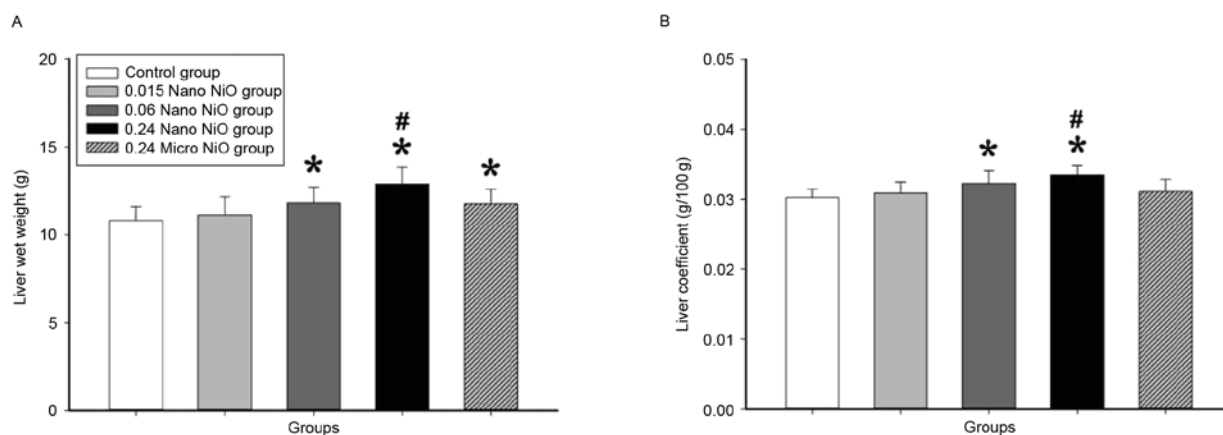 A
Liver wet weight (g)
20
15
10
5
0
Control group
0.015 Nano NiO group
0.06 Nano NiO group
0.24 Nano NiO group
0.24 Micro NiO group
*
#
*
*
Groups
B
Liver coefficient (g/100 g)
0.05
0.04
0.03
0.02
0.01
0.00
*
#
*
Groups